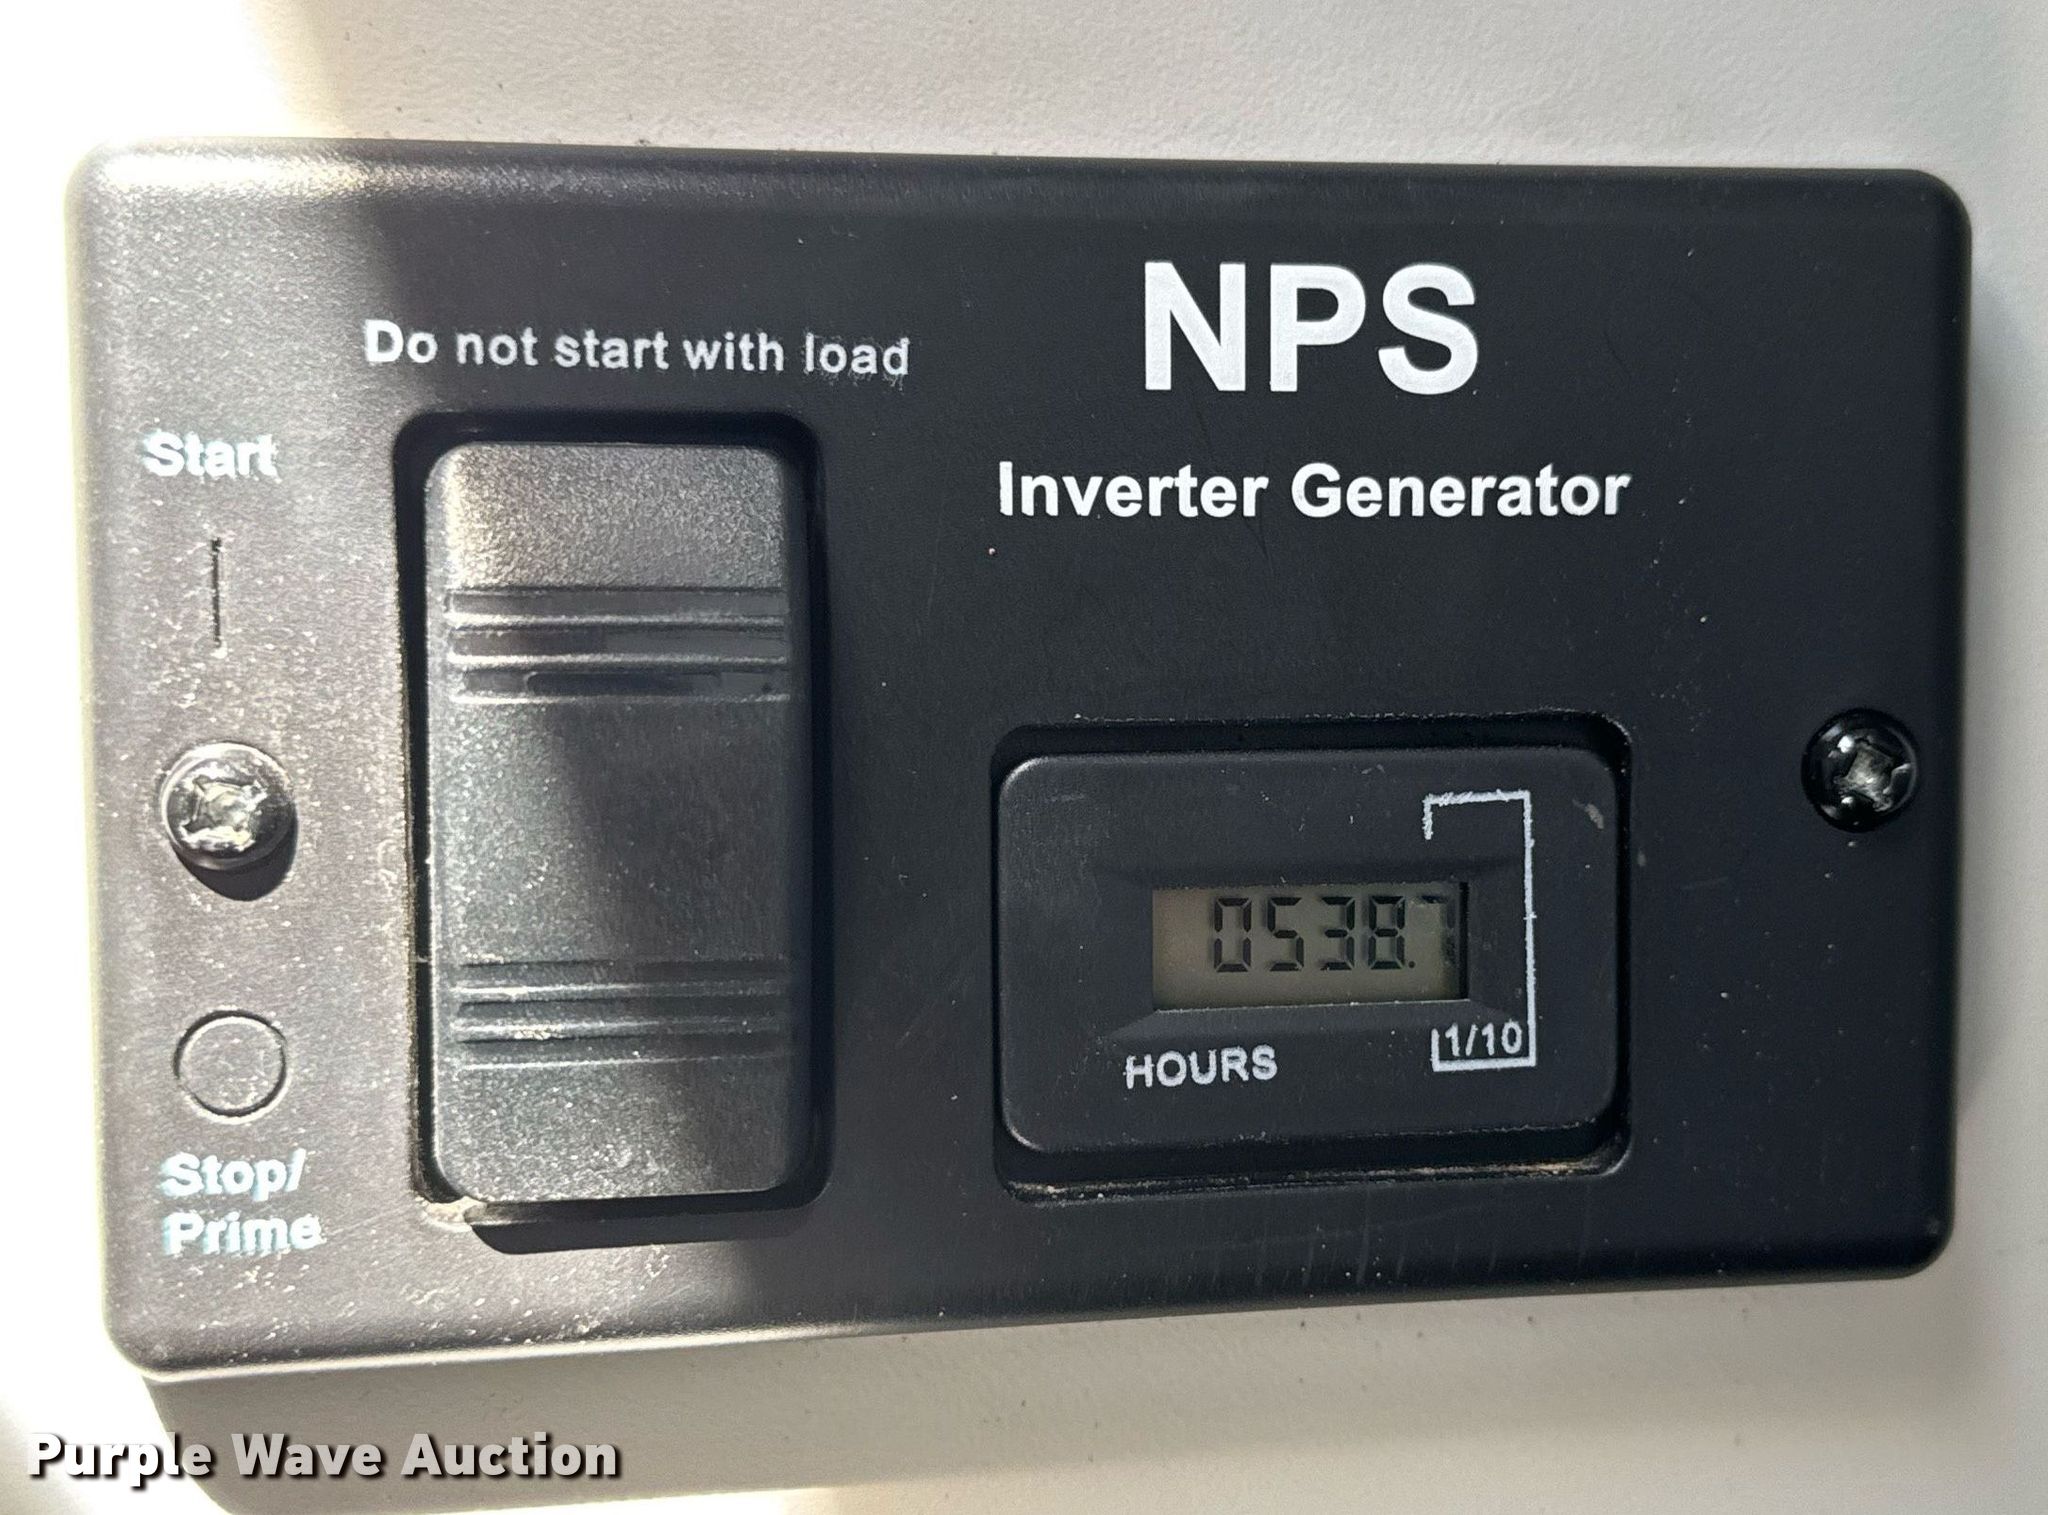 NPS
Do not start with load
Start
Inverter Generator
0538.7
HOURS
1/10
Stop/
Prime
Purple Wave Auction